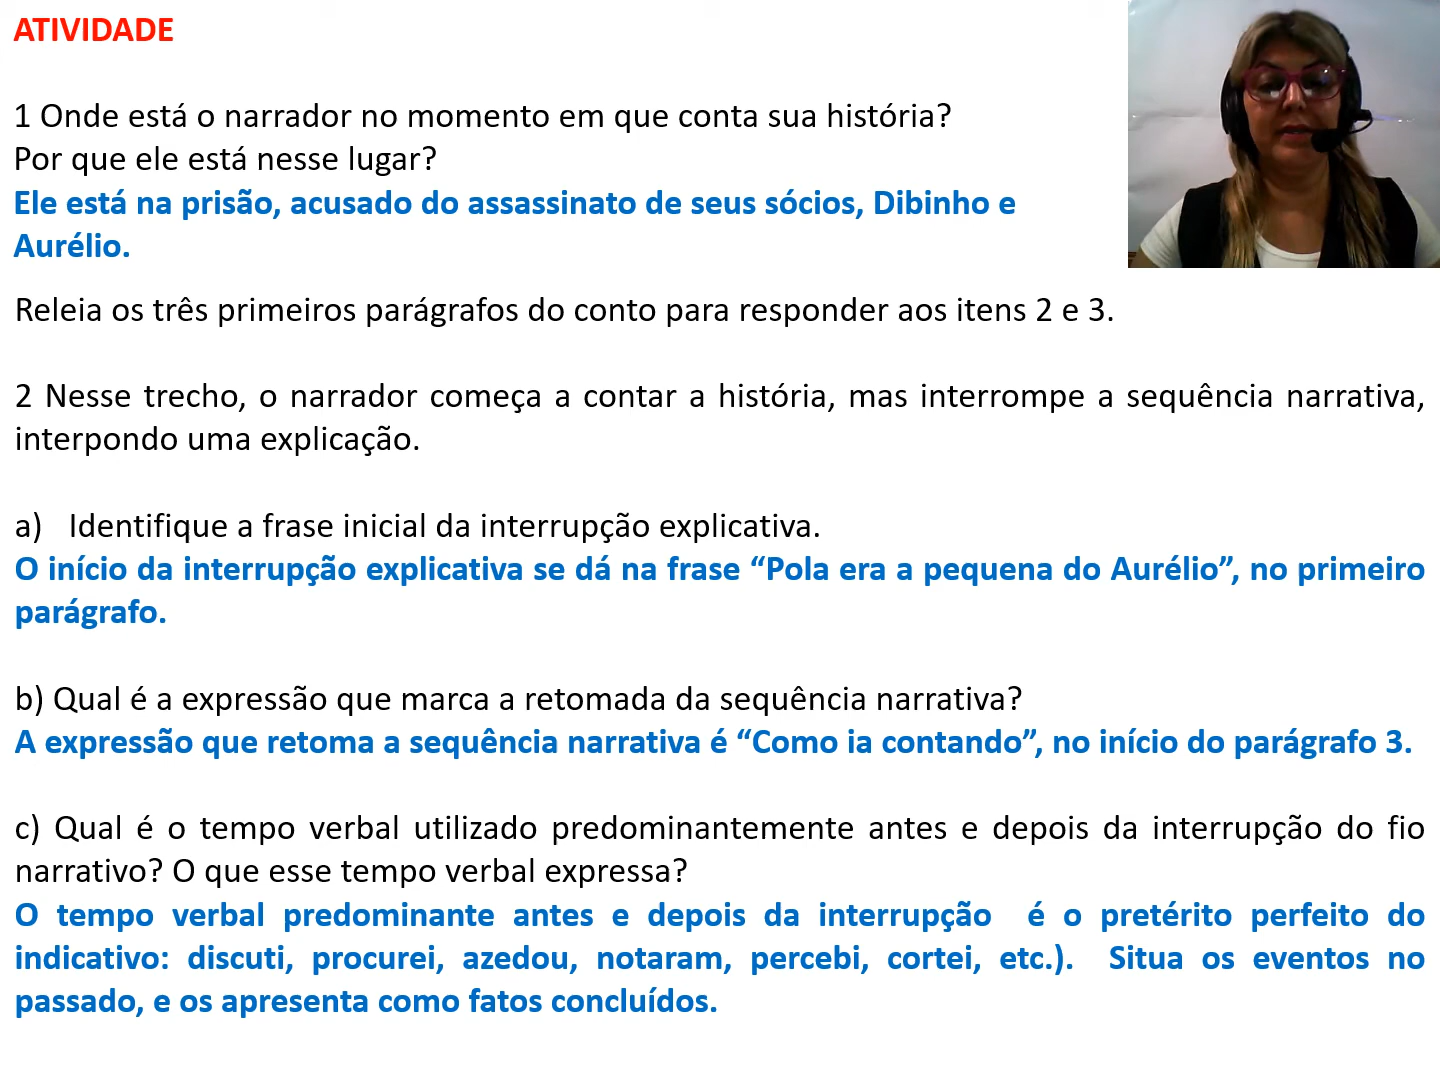 ATIVIDADE
1 Onde está o narrador no momento em que conta sua história?
Por que ele está nesse lugar?
Ele está na prisão, acusado do assassinato de seus sócios, Dibinho e
Aurélio.
Releia os três primeiros parágrafos do conto para responder aos itens 2 e 3.
2 Nesse trecho, o narrador começa a contar a história, mas interrompe a sequência narrativa,
interpondo uma explicação.
a) Identifique a frase inicial da interrupção explicativa.
O início da interrupção explicativa se dá na frase “Pola era a pequena do Aurélio”, no primeiro
parágrafo.
b) Qual é a expressão que marca a retomada da sequência narrativa?
A expressão que retoma a sequência narrativa é “Como ia contando”, no início do parágrafo 3.
c) Qual é o tempo verbal utilizado predominantemente antes e depois da interrupção do fio
narrativo? O que esse tempo verbal expressa?
O tempo verbal predominante antes e depois da interrupção é o pretérito perfeito do
indicativo: discuti, procurei, azedou, notaram, percebi, cortei, etc.). Situa os eventos no
passado, e os apresenta como fatos concluídos.